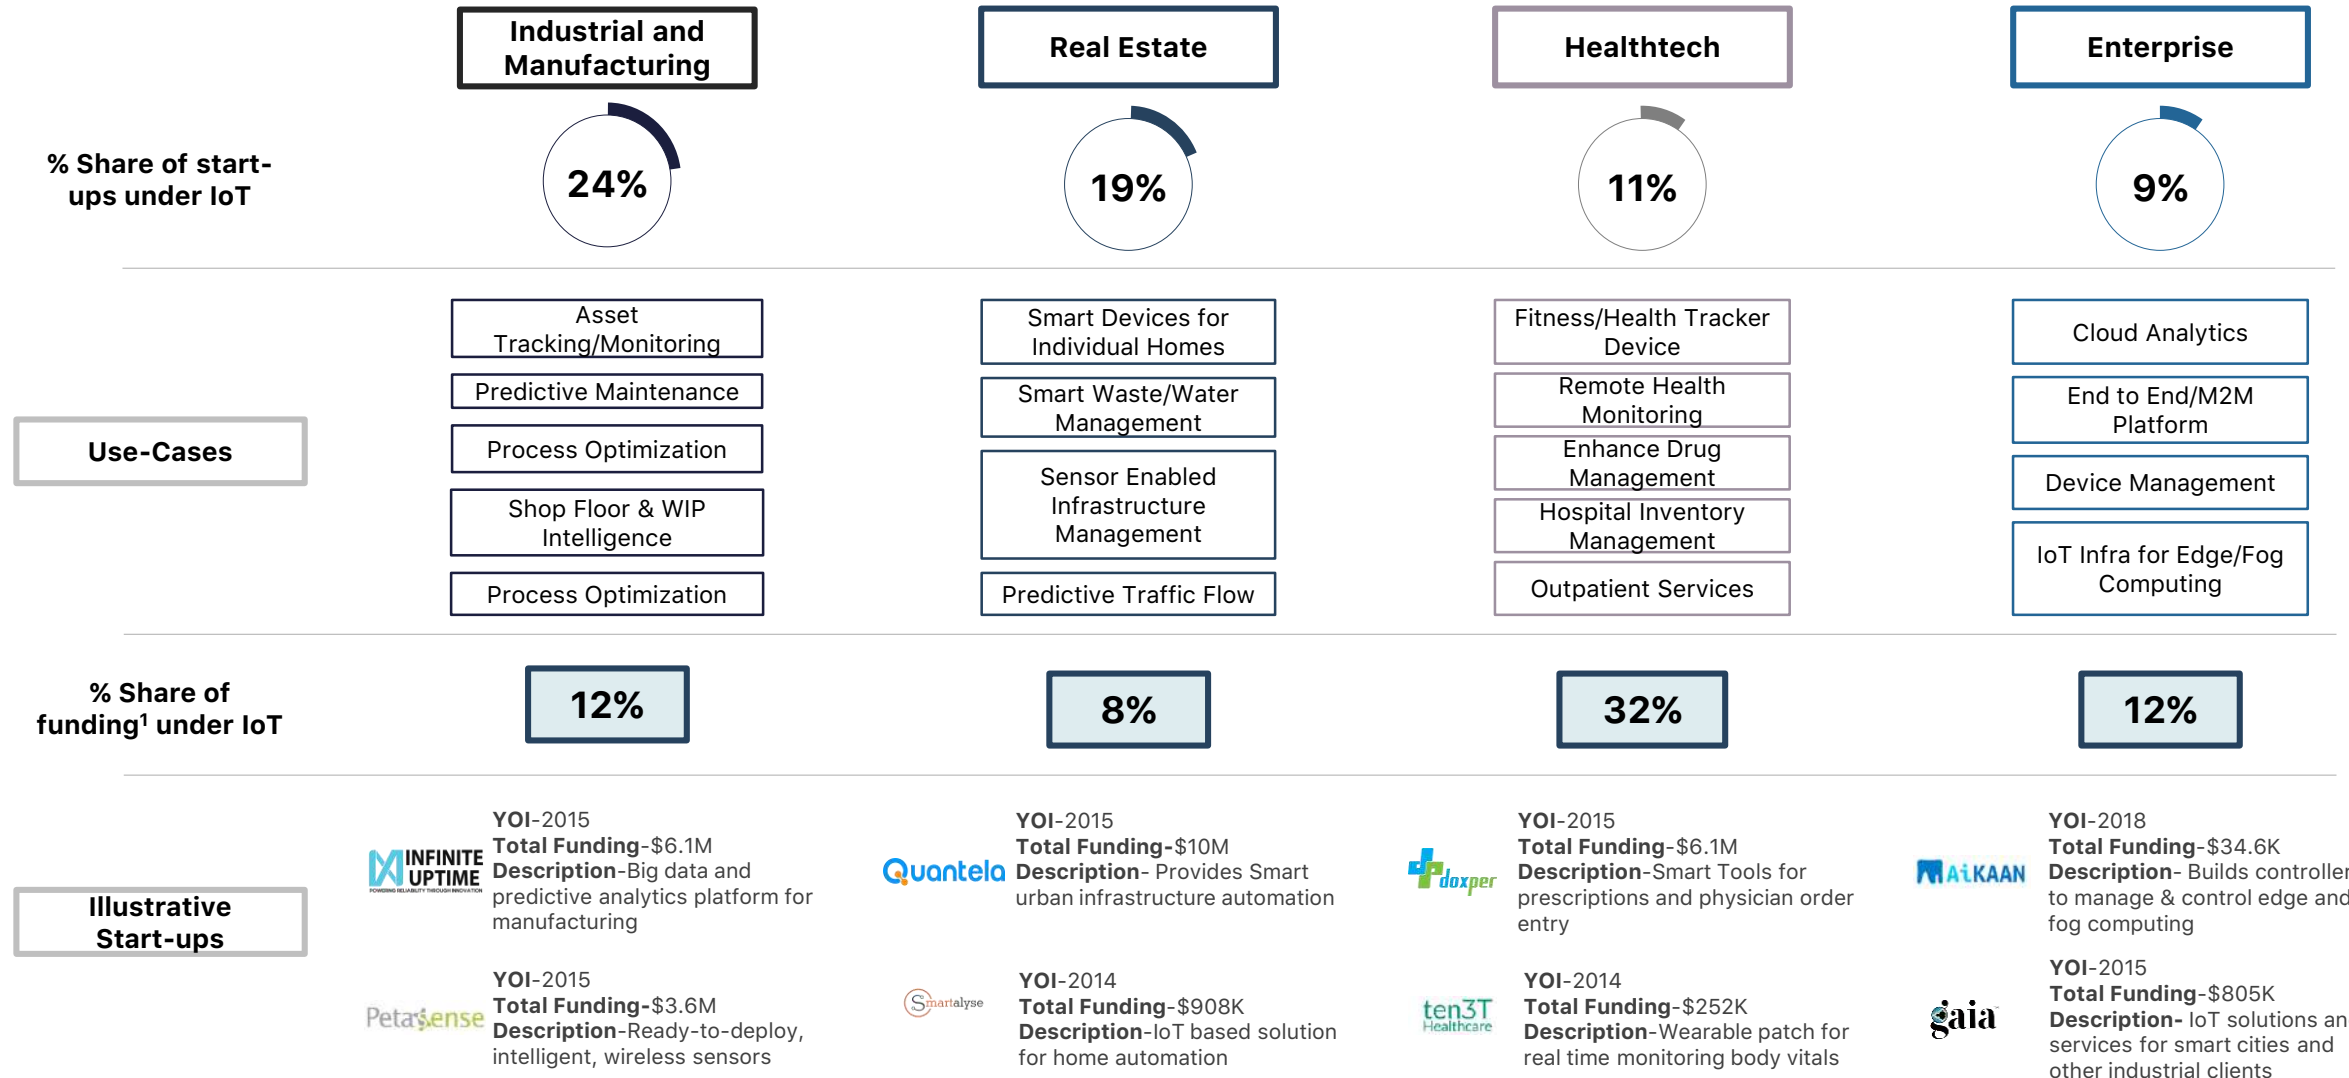 Industrial and
Manufacturing
Real Estate
Healthtech
Enterprise
% Share of start-
ups under IoT
24%
19%
11%
9%
Use-Cases
Asset
Tracking/Monitoring
Predictive Maintenance
Process Optimization
Shop Floor & WIP
Intelligence
Process Optimization
Smart Devices for
Individual Homes
Smart Waste/Water
Management
Sensor Enabled
Infrastructure
Management
Predictive Traffic Flow
Fitness/Health Tracker
Device
Remote Health
Monitoring
Enhance Drug
Management
Hospital Inventory
Management
Outpatient Services
Cloud Analytics
End to End/M2M
Platform
Device Management
IoT Infra for Edge/Fog
Computing
% Share of
funding¹ under IoT
12%
8%
32%
12%
Illustrative
Start-ups
INFINITE
UPTIME
POWERING RELIABILITY THROUGH INNOVATION
YOI-2015
Total Funding-$6.1M
Description-Big data and
predictive analytics platform for
manufacturing
Petasense
YOI-2015
Total Funding-$3.6M
Description-Ready-to-deploy,
intelligent, wireless sensors
Quantela
YOI-2015
Total Funding-$10M
Description- Provides Smart
urban infrastructure automation
Smartalyse
YOI-2014
Total Funding-$908K
Description-IoT based solution
for home automation
doxper
YOI-2015
Total Funding-$6.1M
Description-Smart Tools for
prescriptions and physician order
entry
ten3T
Healthcare
YOI-2014
Total Funding-$252K
Description-Wearable patch for
real time monitoring body vitals
AiKAAN
YOI-2018
Total Funding-$34.6K
Description- Builds controller
to manage & control edge and
fog computing
gaia
YOI-2015
Total Funding-$805K
Description- IoT solutions an
services for smart cities and
other industrial clients